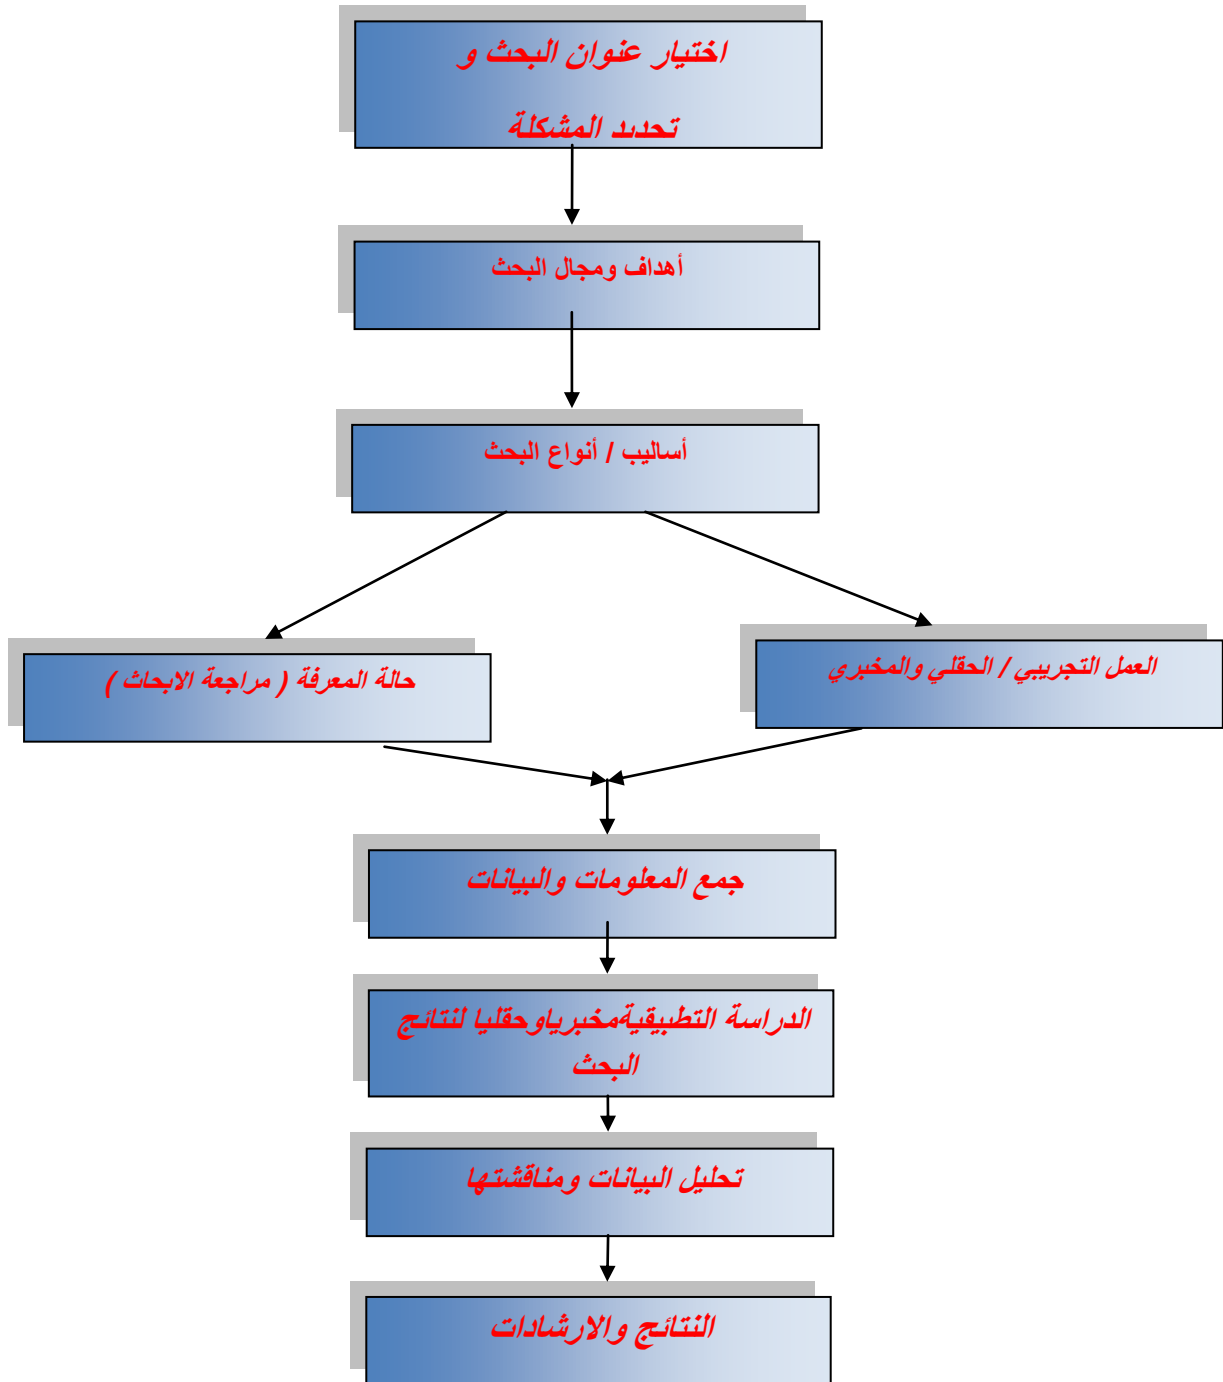 اختيار عنوان البحث و
تحديد المشكلة
أهداف ومجال البحث
أساليب / أنواع البحث
العمل التجريبي / الحقلي والمخبري
حالة المعرفة ( مراجعة الابحاث )
جمع المعلومات والبيانات
الدراسة التطبيقيةمخبرياوحقليا لنتائج
البحث
تحليل البيانات ومناقشتها
النتائج والارشادات